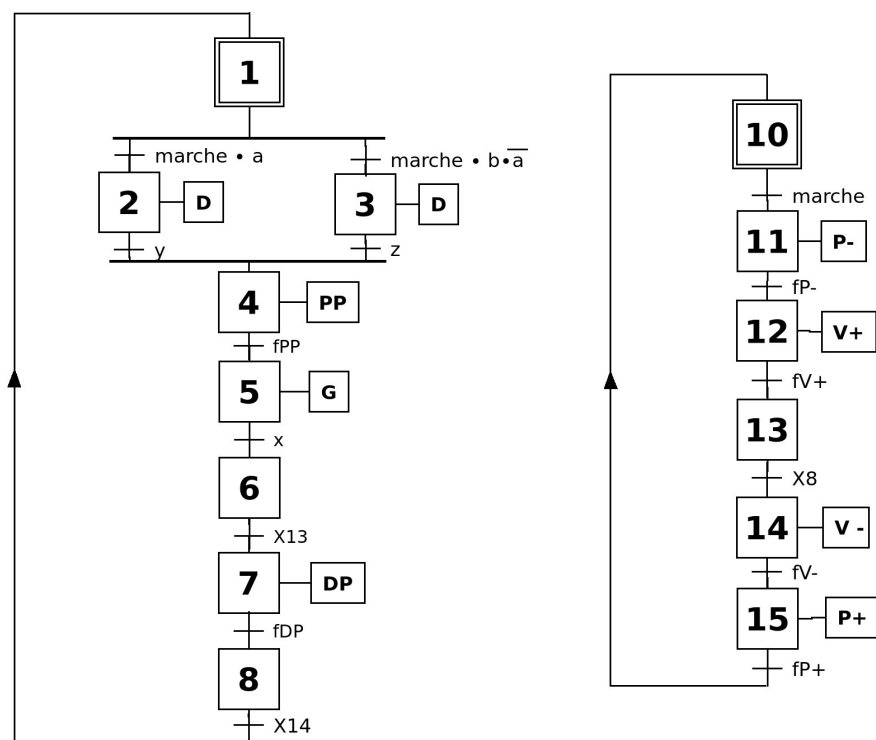 1
marche • a
marche • b•a̅
2
D
3
D
y
z
4
PP
fPP
5
G
x
6
X13
7
DP
fDP
8
X14
10
marche
11
P-
fP-
12
V+
fV+
13
X8
14
V -
fV-
15
P+
fP+